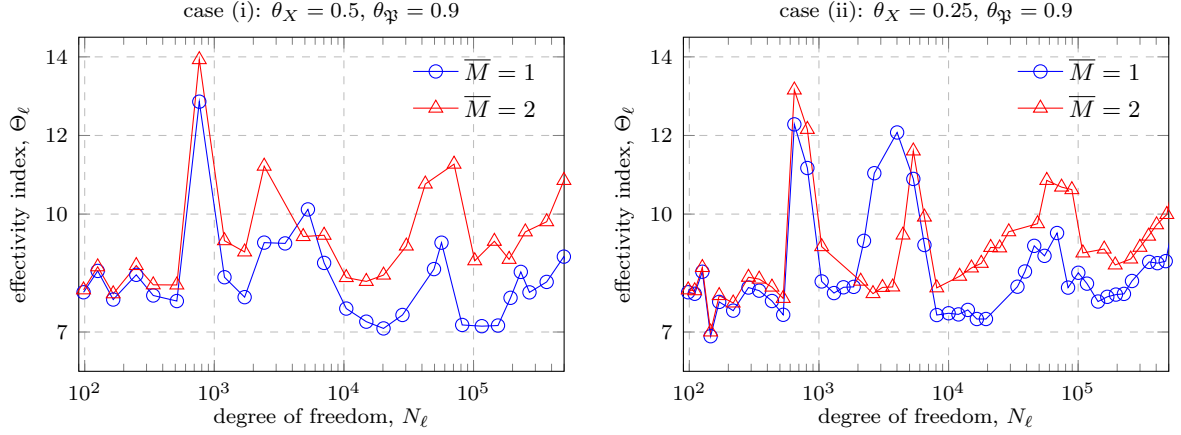 case (i): θ_X = 0.5, θ_𝔓 = 0.9
14
12
10
7
effectivity index, Θ_ℓ
M̅ = 1
M̅ = 2
10^2
10^3
10^4
10^5
degree of freedom, N_ℓ
case (ii): θ_X = 0.25, θ_𝔓 = 0.9
14
12
10
7
effectivity index, Θ_ℓ
M̅ = 1
M̅ = 2
10^2
10^3
10^4
10^5
degree of freedom, N_ℓ